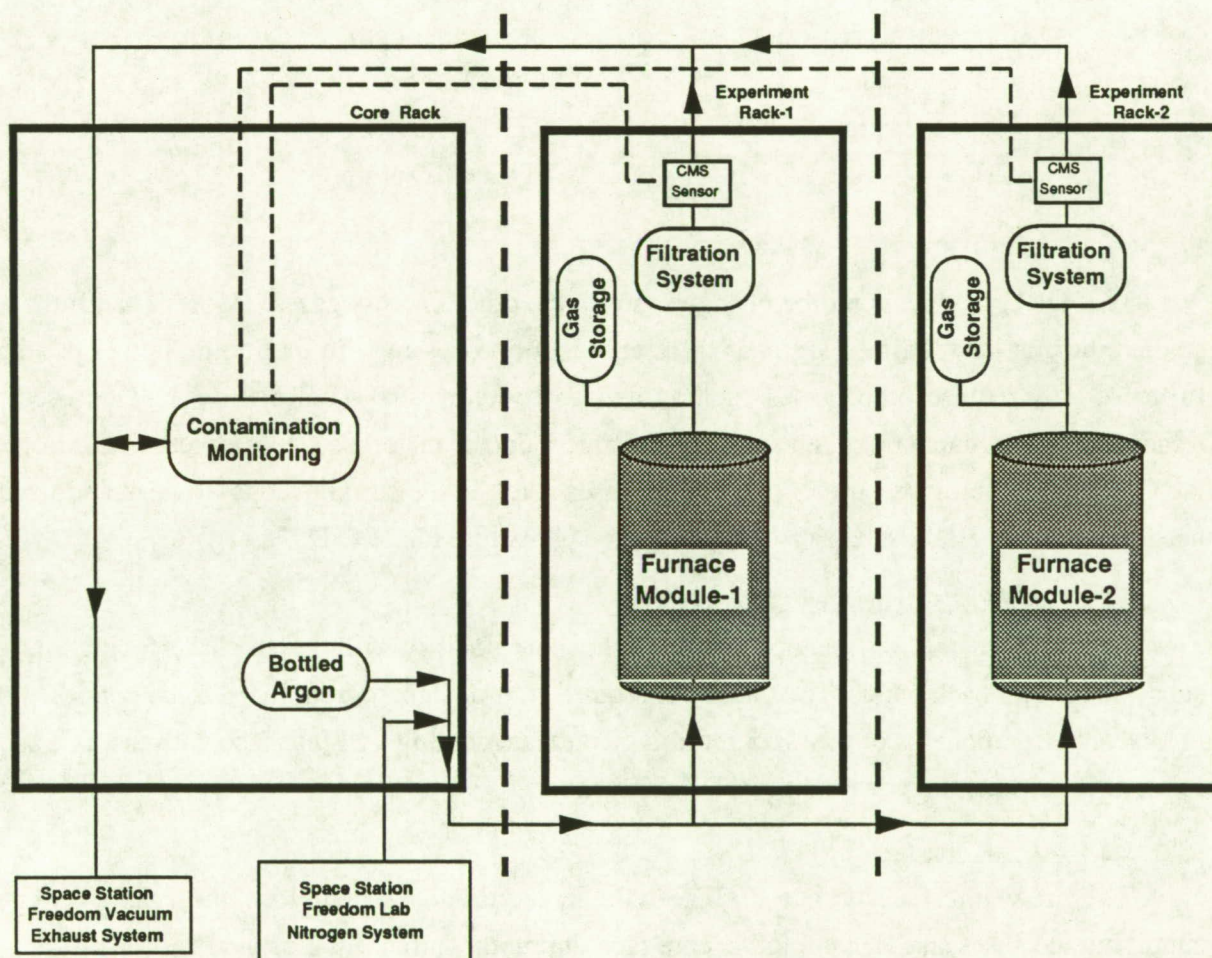 Core Rack
Experiment
Rack-1
Experiment
Rack-2
CMS
Sensor
CMS
Sensor
Filtration
System
Filtration
System
Gas
Storage
Gas
Storage
Contamination
Monitoring
Furnace
Module-1
Furnace
Module-2
Bottled
Argon
Space Station
Freedom Vacuum
Exhaust System
Space Station
Freedom Lab
Nitrogen System